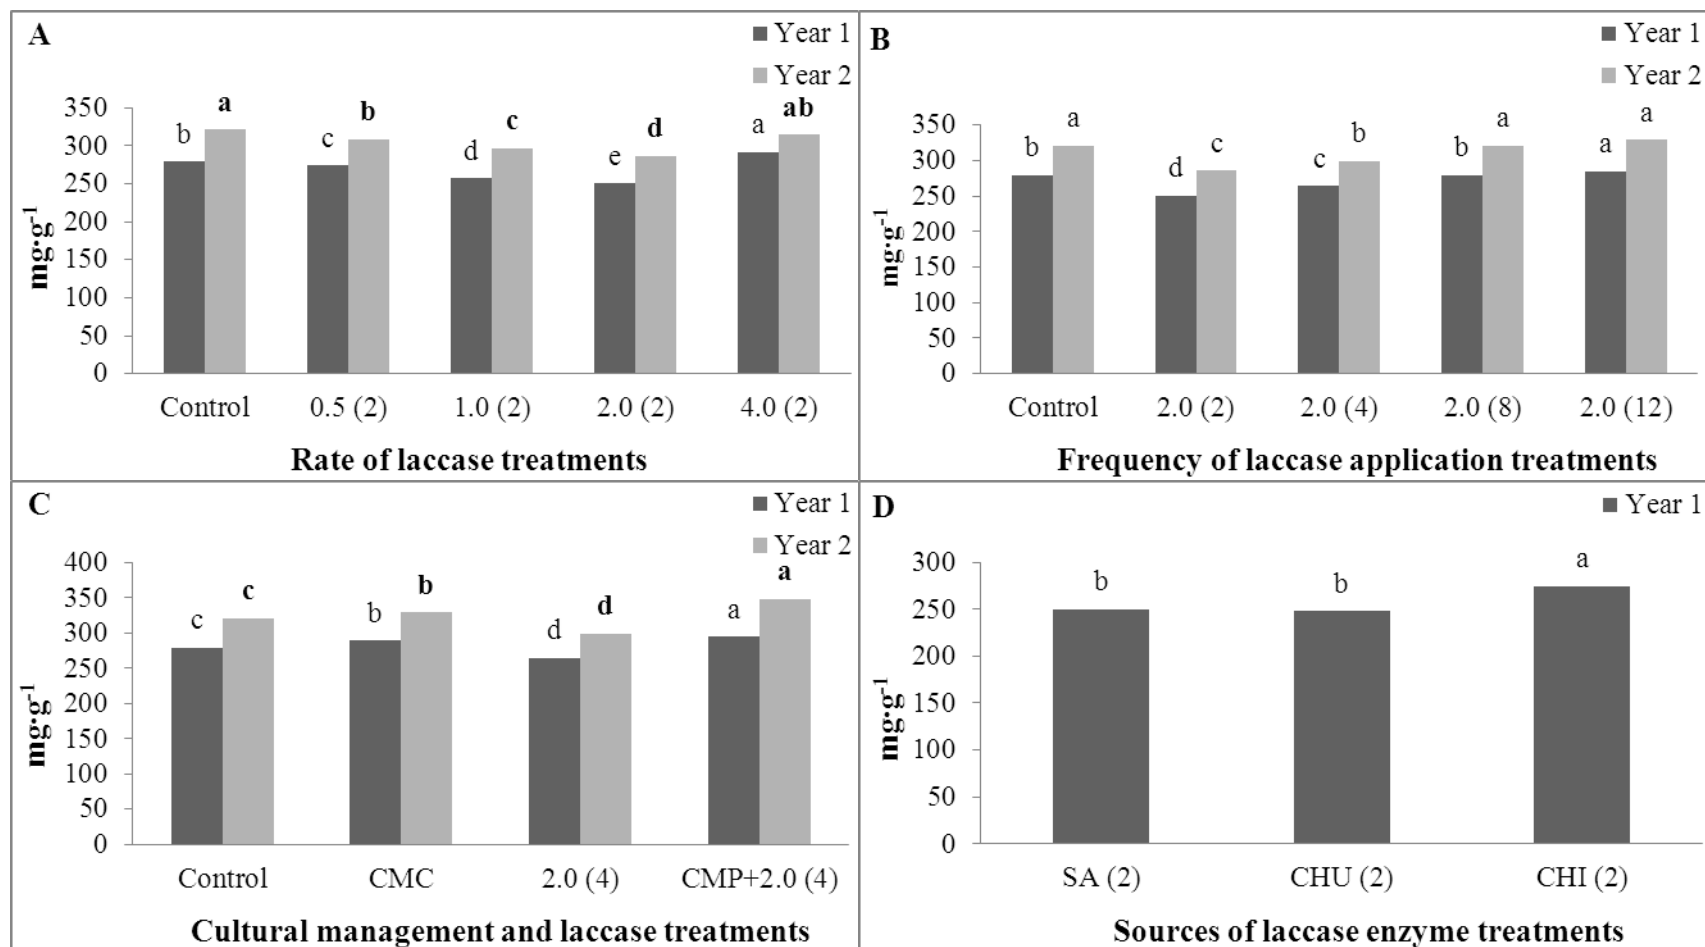 A
Year 1
Year 2
350
300
250
200
150
100
50
0
mg·g⁻¹
b a c b d c e d a ab
Control 0.5 (2) 1.0 (2) 2.0 (2) 4.0 (2)
Rate of laccase treatments
B
Year 1
Year 2
350
300
250
200
150
100
50
0
mg·g⁻¹
b a d c c b b a a a
Control 2.0 (2) 2.0 (4) 2.0 (8) 2.0 (12)
Frequency of laccase application treatments
C
Year 1
Year 2
400
350
300
250
200
150
100
50
0
mg·g⁻¹
c c b b d d a a
Control CMC 2.0 (4) CMP+2.0 (4)
Cultural management and laccase treatments
D
Year 1
300
250
200
150
100
50
0
mg·g⁻¹
b b a
SA (2) CHU (2) CHI (2)
Sources of laccase enzyme treatments